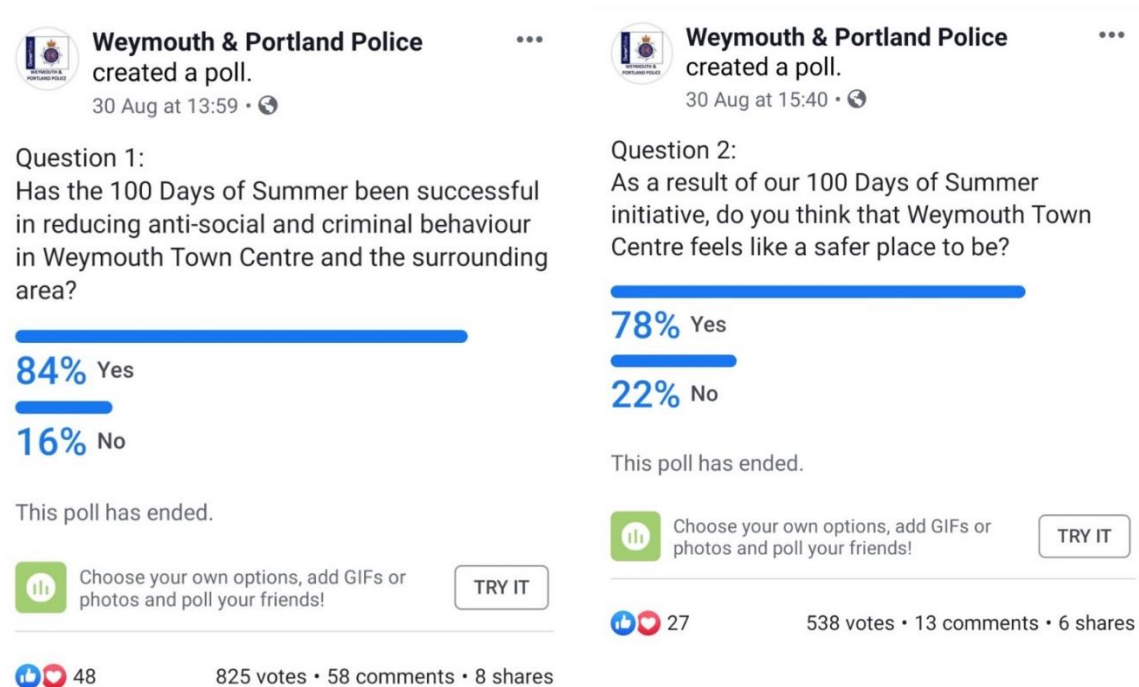 Weymouth & Portland Police
created a poll.
30 Aug at 13:59 •
Question 1:
Has the 100 Days of Summer been successful
in reducing anti-social and criminal behaviour
in Weymouth Town Centre and the surrounding
area?
84% Yes
16% No
This poll has ended.
Choose your own options, add GIFs or
photos and poll your friends!
TRY IT
48
825 votes • 58 comments • 8 shares
Weymouth & Portland Police
created a poll.
30 Aug at 15:40 •
Question 2:
As a result of our 100 Days of Summer
initiative, do you think that Weymouth Town
Centre feels like a safer place to be?
78% Yes
22% No
This poll has ended.
Choose your own options, add GIFs or
photos and poll your friends!
TRY IT
27
538 votes • 13 comments • 6 shares